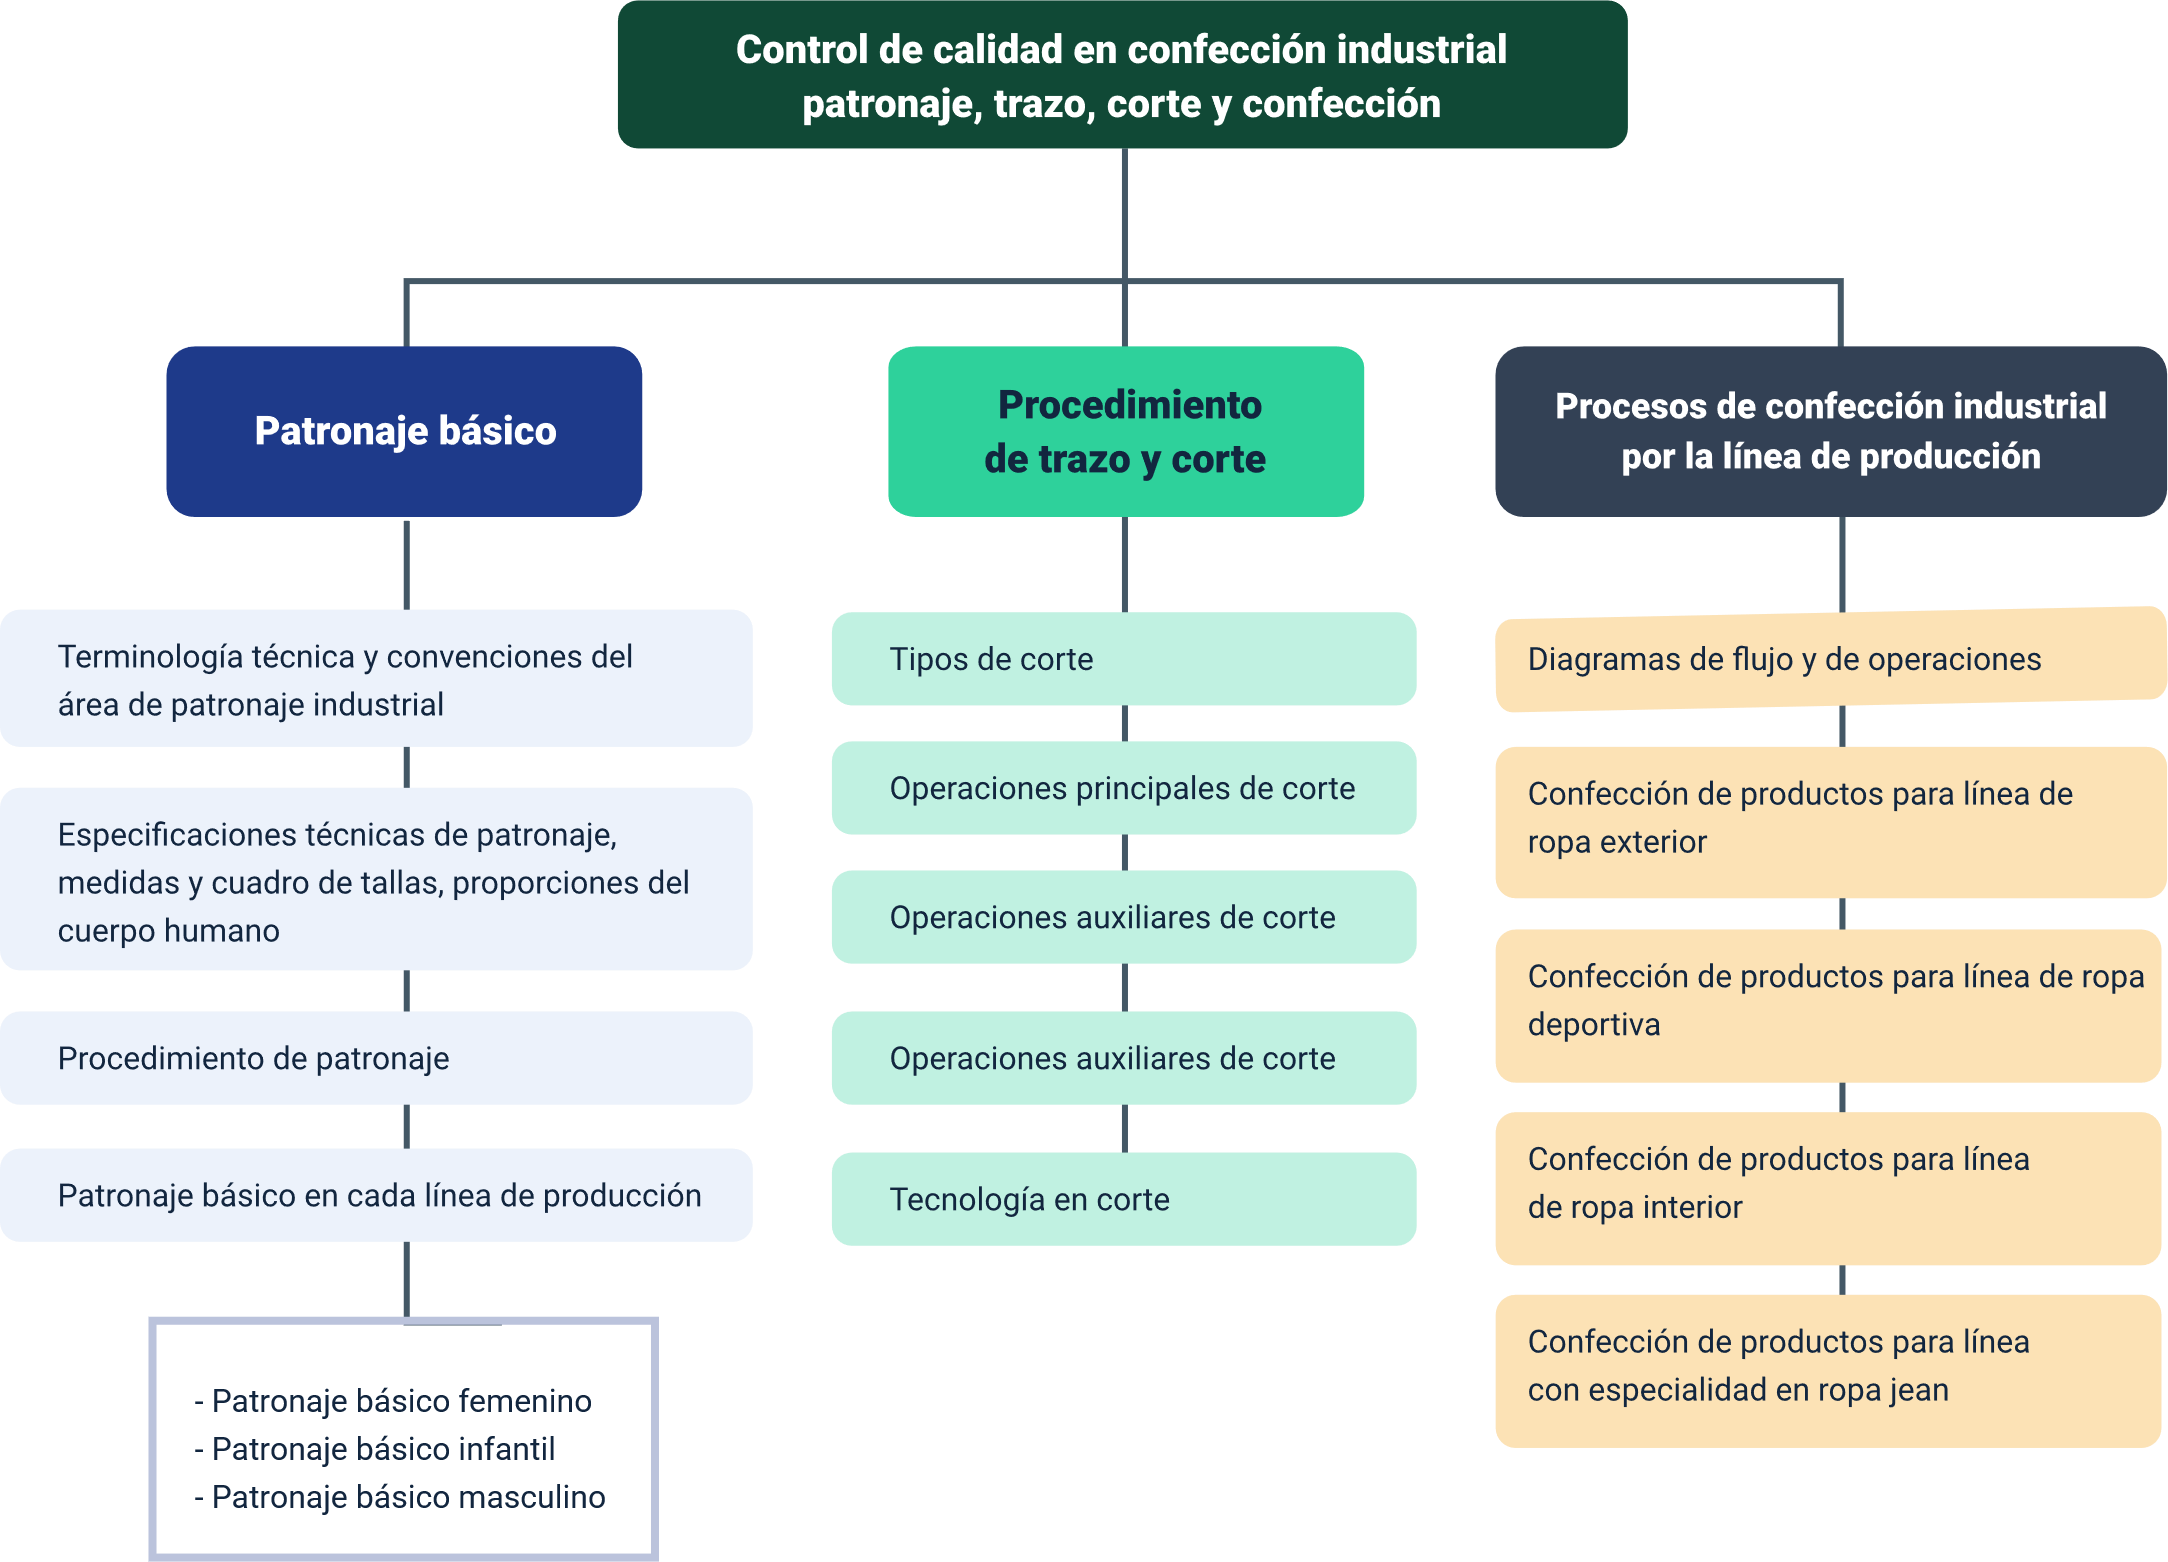 Control de calidad en confección industrial
patronaje, trazo, corte y confección
Patronaje básico
Terminología técnica y convenciones del
área de patronaje industrial
Especificaciones técnicas de patronaje,
medidas y cuadro de tallas, proporciones del
cuerpo humano
Procedimiento de patronaje
Patronaje básico en cada línea de producción
- Patronaje básico femenino
- Patronaje básico infantil
- Patronaje básico masculino
Procedimiento
de trazo y corte
Tipos de corte
Operaciones principales de corte
Operaciones auxiliares de corte
Operaciones auxiliares de corte
Tecnología en corte
Procesos de confección industrial
por la línea de producción
Diagramas de flujo y de operaciones
Confección de productos para línea de
ropa exterior
Confección de productos para línea de ropa
deportiva
Confección de productos para línea
de ropa interior
Confección de productos para línea
con especialidad en ropa jean